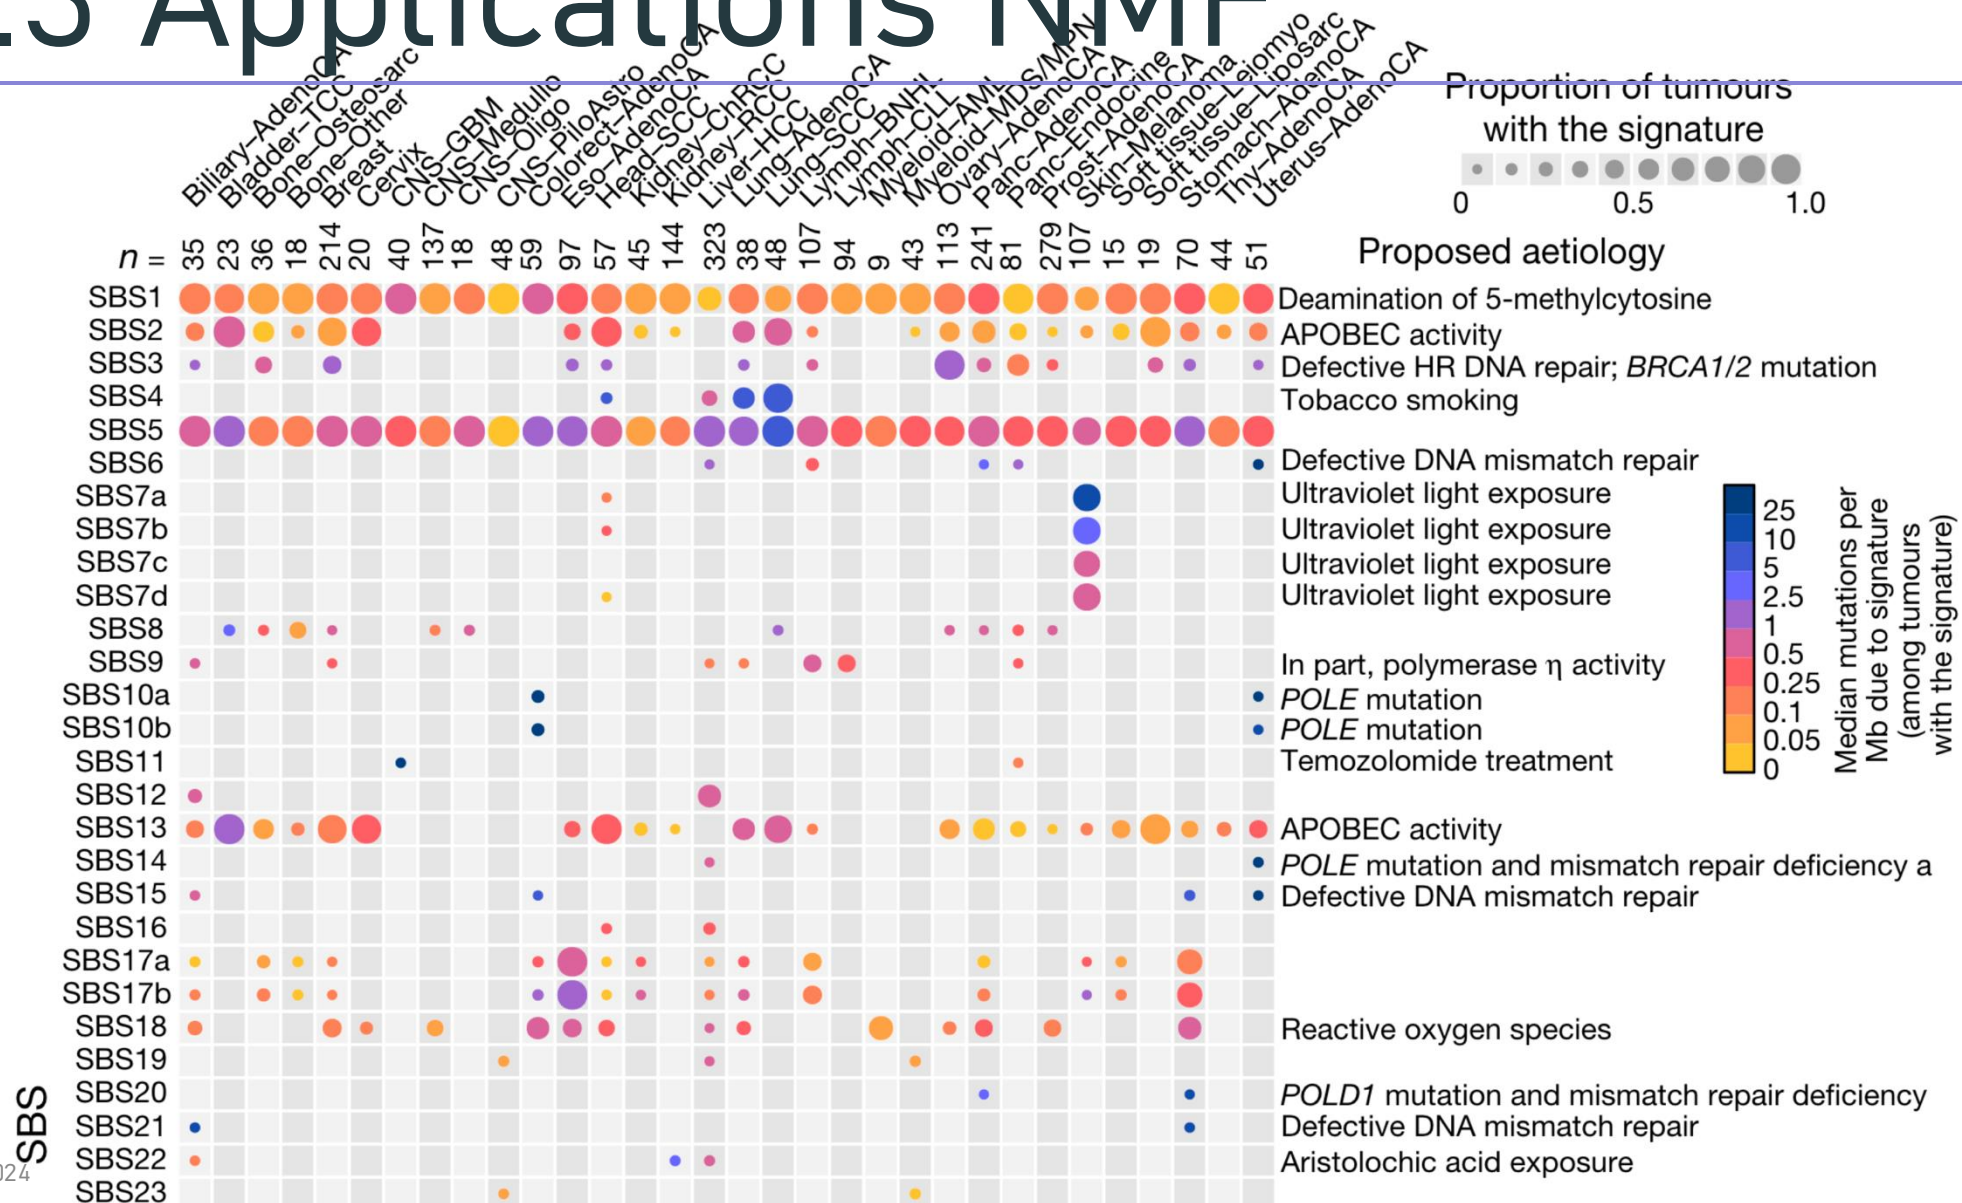 .3 Applications NMF
Biliary–AdenoCA
Bladder–TCC
Bone–Osteosarc
Bone–Other
Breast
Cervix
CNS–GBM
CNS–Medullo
CNS–Oligo
CNS–PiloAstro
Colorect–AdenoCA
Eso–AdenoCA
Head–SCC
Kidney–ChRCC
Kidney–RCC
Liver–HCC
Lung–AdenoCA
Lung–SCC
Lymph–BNHL
Lymph–CLL
Myeloid–AML
Myeloid–MDS/MPN
Ovary–AdenoCA
Panc–AdenoCA
Panc–Endocrine
Prost–AdenoCA
Skin–Melanoma
Soft tissue–Leiomyo
Soft tissue–Liposarc
Stomach–AdenoCA
Thy–AdenoCA
Uterus–AdenoCA
Proportion of tumours
with the signature
0 0.5 1.0
n = 35 23 36 18 214 20 40 137 18 48 59 97 57 45 144 323 38 48 107 94 9 43 113 241 81 279 107 15 19 70 44 51
Proposed aetiology
SBS1 Deamination of 5-methylcytosine
SBS2 APOBEC activity
SBS3 Defective HR DNA repair; BRCA1/2 mutation
SBS4 Tobacco smoking
SBS5
SBS6 Defective DNA mismatch repair
SBS7a Ultraviolet light exposure
SBS7b Ultraviolet light exposure
SBS7c Ultraviolet light exposure
SBS7d Ultraviolet light exposure
SBS8
SBS9 In part, polymerase η activity
SBS10a POLE mutation
SBS10b POLE mutation
SBS11 Temozolomide treatment
SBS12
SBS13 APOBEC activity
SBS14 POLE mutation and mismatch repair deficiency a
SBS15 Defective DNA mismatch repair
SBS16
SBS17a
SBS17b
SBS18 Reactive oxygen species
SBS19
SBS20 POLD1 mutation and mismatch repair deficiency
SBS21 Defective DNA mismatch repair
SBS22 Aristolochic acid exposure
SBS23
SBS
25
10
5
2.5
1
0.5
0.25
0.1
0.05
0
Median mutations per
Mb due to signature
(among tumours
with the signature)
024